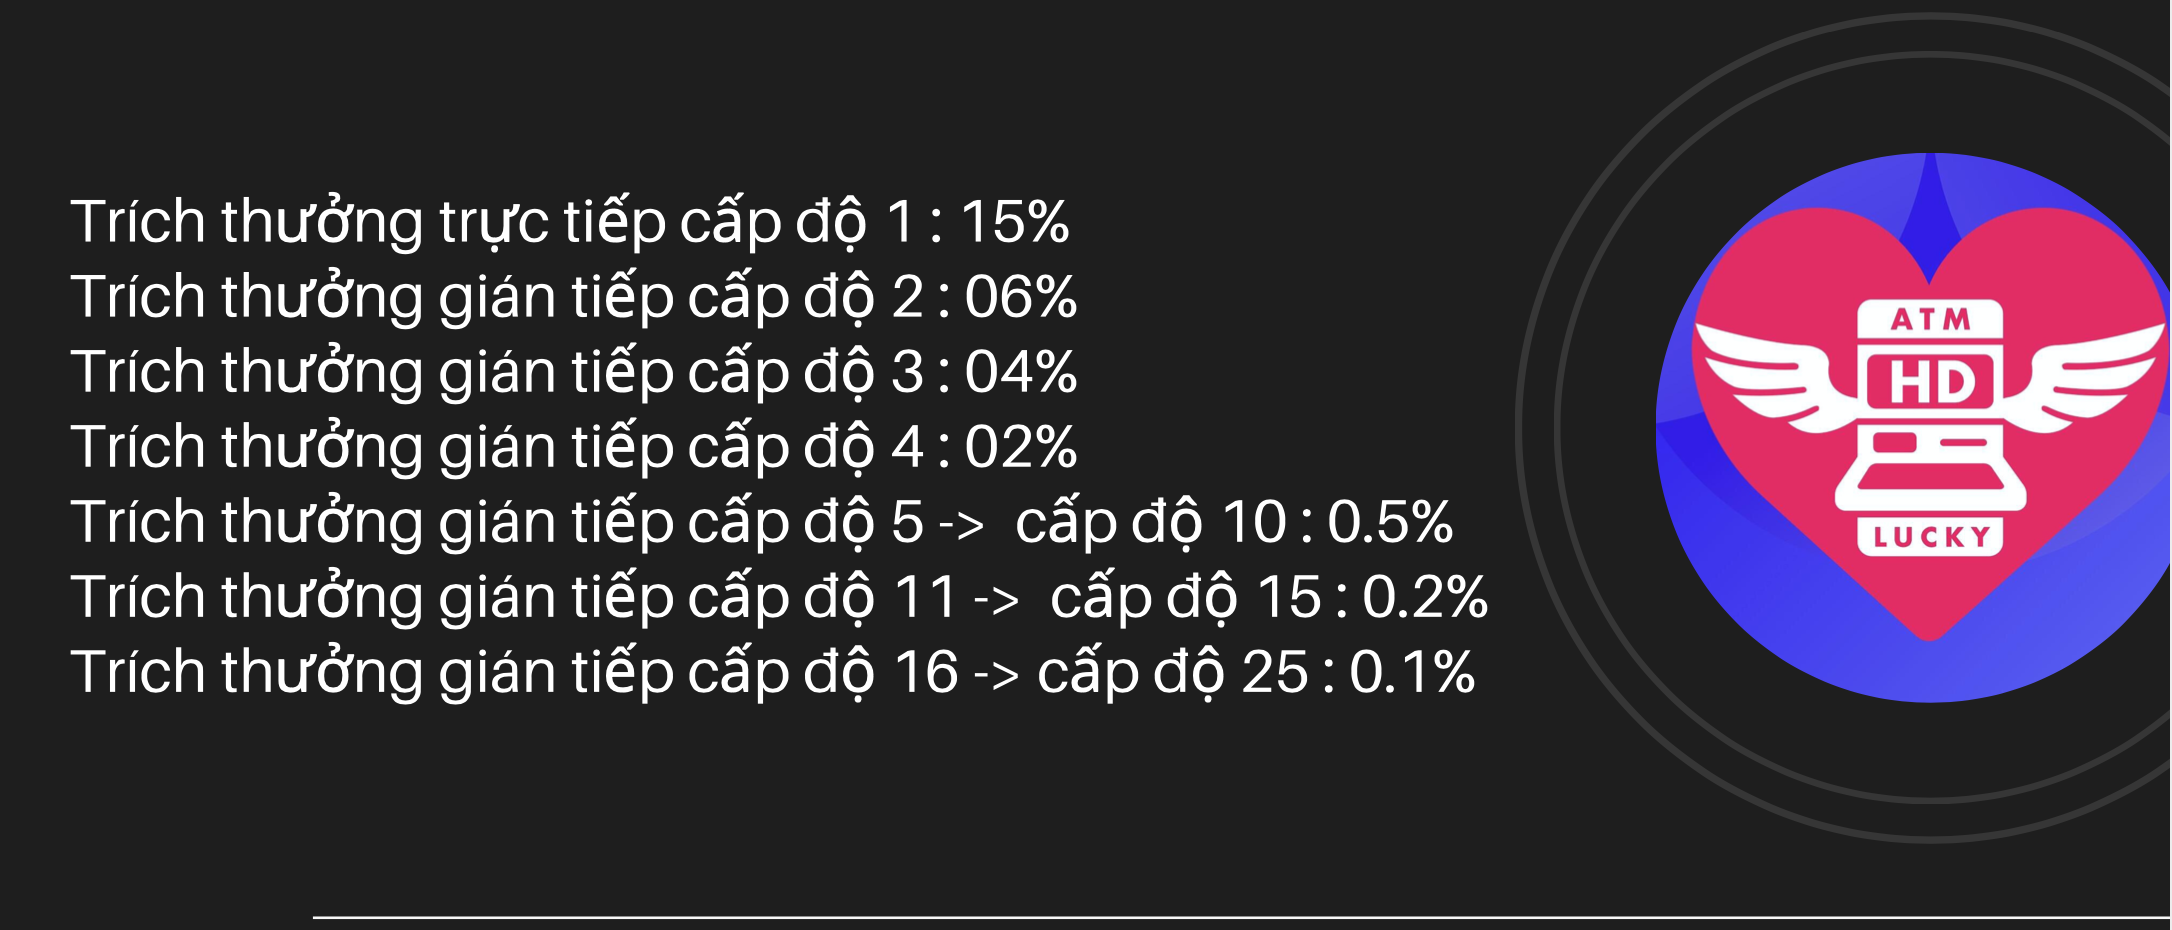 Trích thưởng trực tiếp cấp độ 1 : 15%
Trích thưởng gián tiếp cấp độ 2 : 06%
Trích thưởng gián tiếp cấp độ 3 : 04%
Trích thưởng gián tiếp cấp độ 4 : 02%
Trích thưởng gián tiếp cấp độ 5 -> cấp độ 10 : 0.5%
Trích thưởng gián tiếp cấp độ 11 -> cấp độ 15 : 0.2%
Trích thưởng gián tiếp cấp độ 16 -> cấp độ 25 : 0.1%
ATM
HD
LUCKY